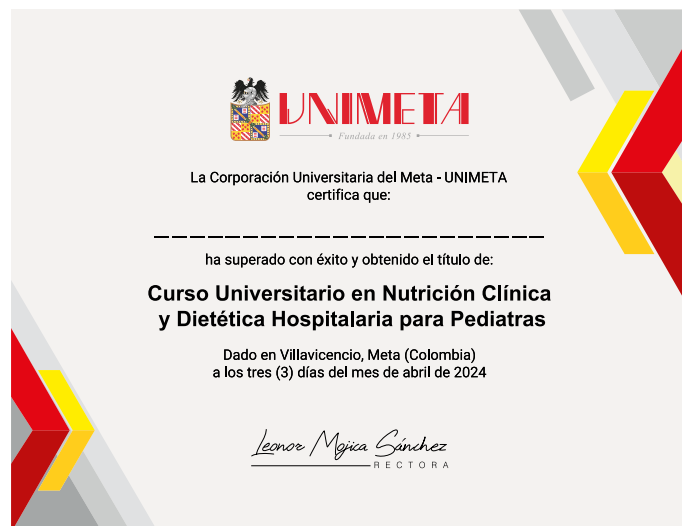 UNIMETA
Fundada en 1985
La Corporación Universitaria del Meta - UNIMETA
certifica que:
ha superado con éxito y obtenido el título de:
Curso Universitario en Nutrición Clínica
y Dietética Hospitalaria para Pediatras
Dado en Villavicencio, Meta (Colombia)
a los tres (3) días del mes de abril de 2024
Leonor Mojica Sánchez
RECTORA